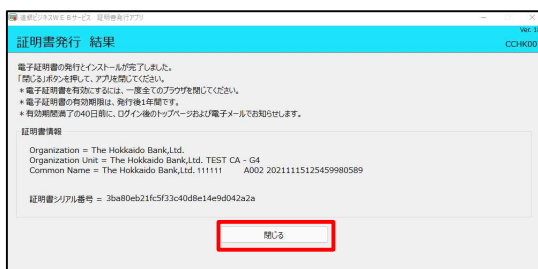 道銀ビジネスWEBサービス 証明書発行アプリ
Ver. 1
証明書発行 結果
CCHK00
電子証明書の発行とインストールが完了しました。
「閉じる」ボタンを押して、アプリを閉じてください。
＊電子証明書を有効にするには、一度全てのブラウザを閉じてください。
＊電子証明書の有効期限は、発行後1年間です。
＊有効期間満了の40日前に、ログイン後のトップページおよび電子メールでお知らせします。
証明書情報
Organization = The Hokkaido Bank,Ltd.
Organization Unit = The Hokkaido Bank,Ltd. TEST CA - G4
Common Name = The Hokkaido Bank,Ltd. 111111 A002 20211115125459980589
証明書シリアル番号 = 3ba80eb21fc5f33c40d8e14e9d042a2a
閉じる